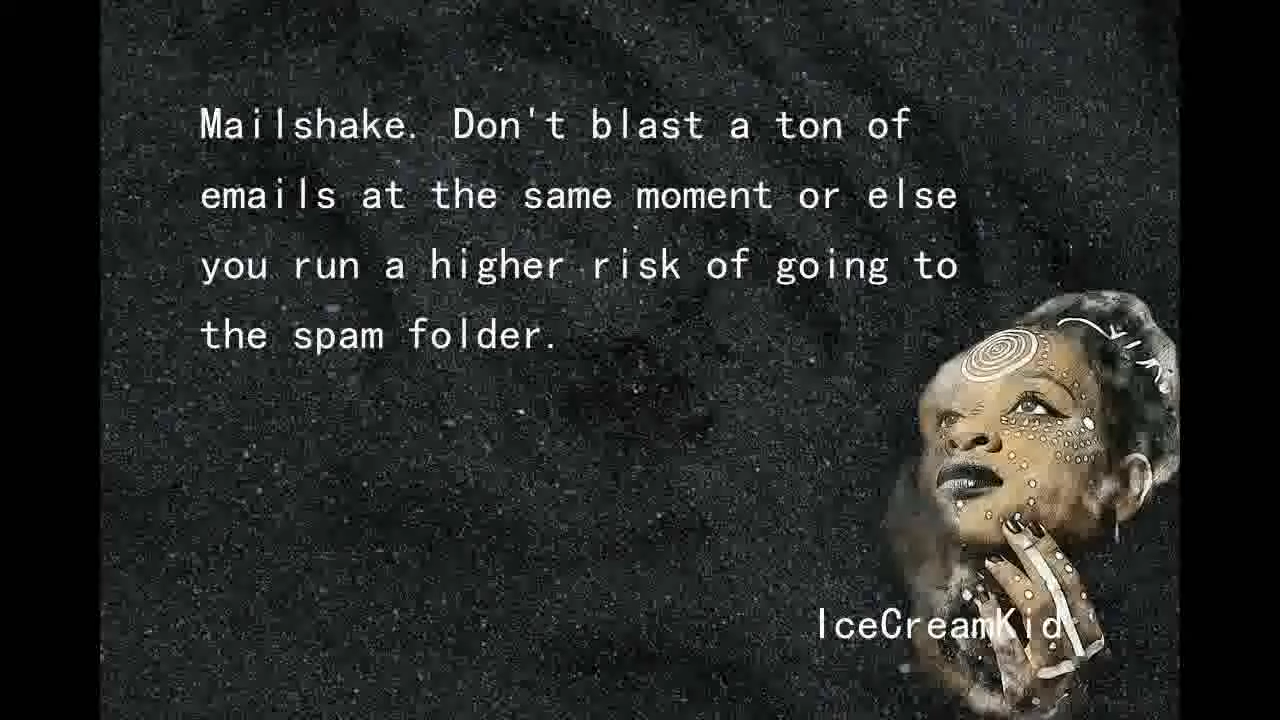 Mailshake. Don't blast a ton of
emails at the same moment or else
you run a higher risk of going to
the spam folder.
IceCreamKid